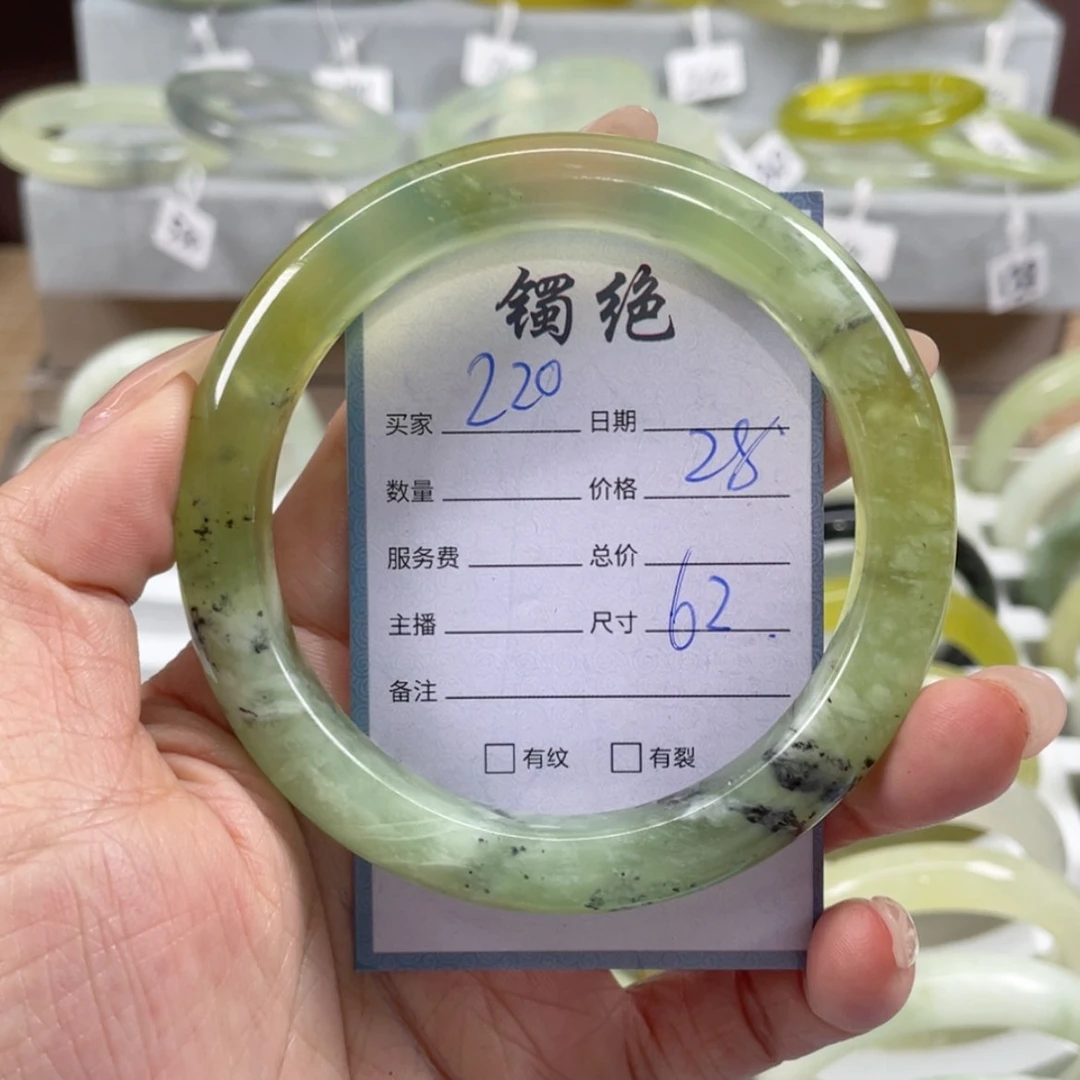 镯绝
买家 220 日期
数量 价格 28
服务费 总价
主播 尺寸 62.
备注
□有纹 □有裂